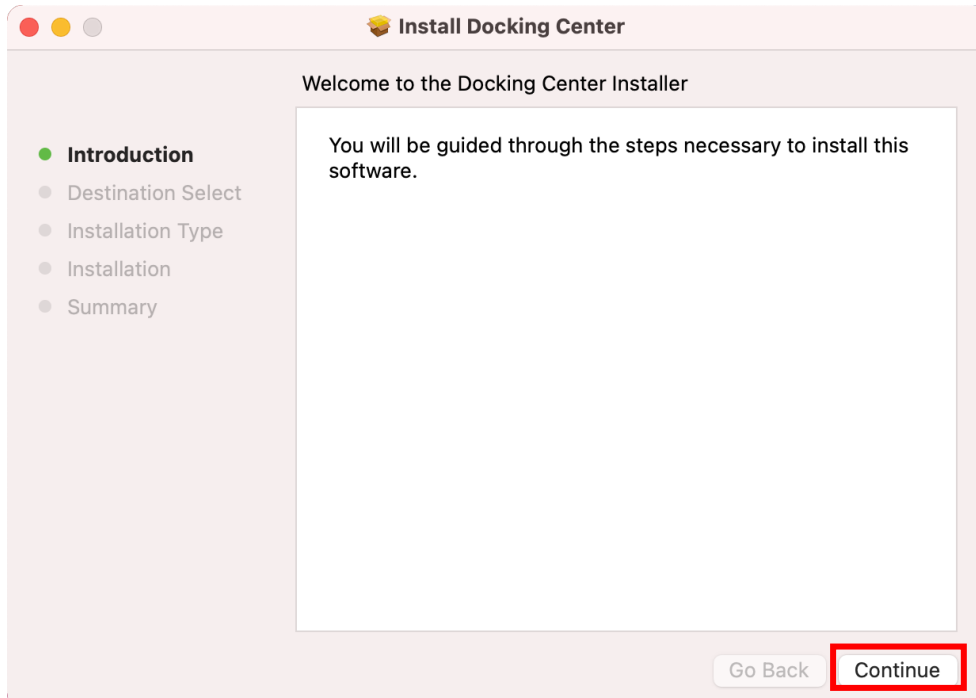 Install Docking Center
Welcome to the Docking Center Installer
Introduction
Destination Select
Installation Type
Installation
Summary
You will be guided through the steps necessary to install this
software.
Go Back
Continue